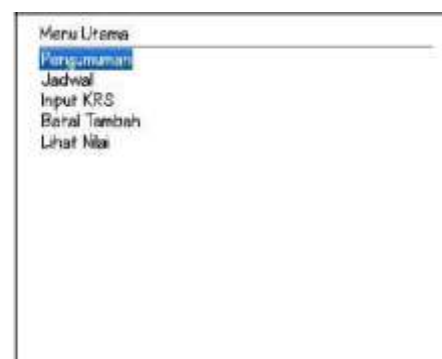 Menu Utama
Pengumuman
Jadwal
Input KRS
Batal Tambah
Lihat Nilai